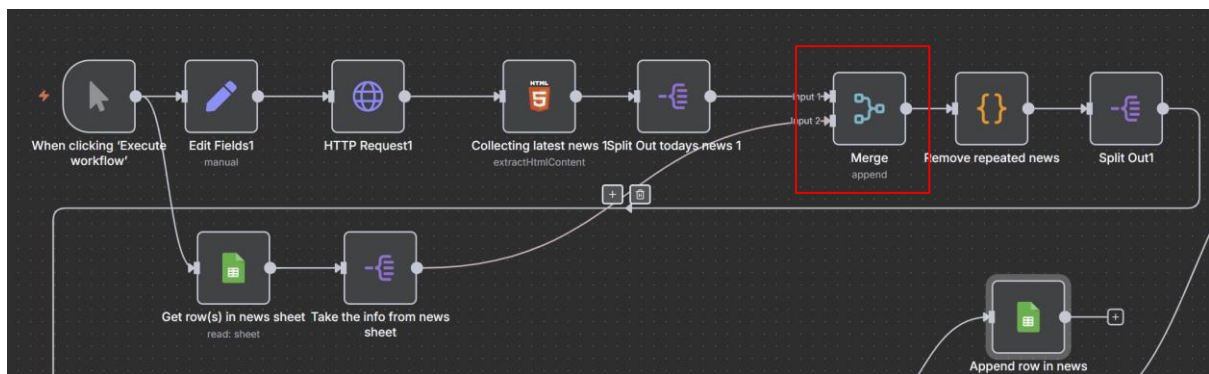 HTML
Input 1
Input 2
When clicking ‘Execute
workflow’
Edit Fields1
manual
HTTP Request1
Collecting latest news 1
extractHtmlContent
Split Out todays news 1
Merge
append
Remove repeated news
Split Out1
Get row(s) in news sheet
read: sheet
Take the info from news
sheet
Append row in news